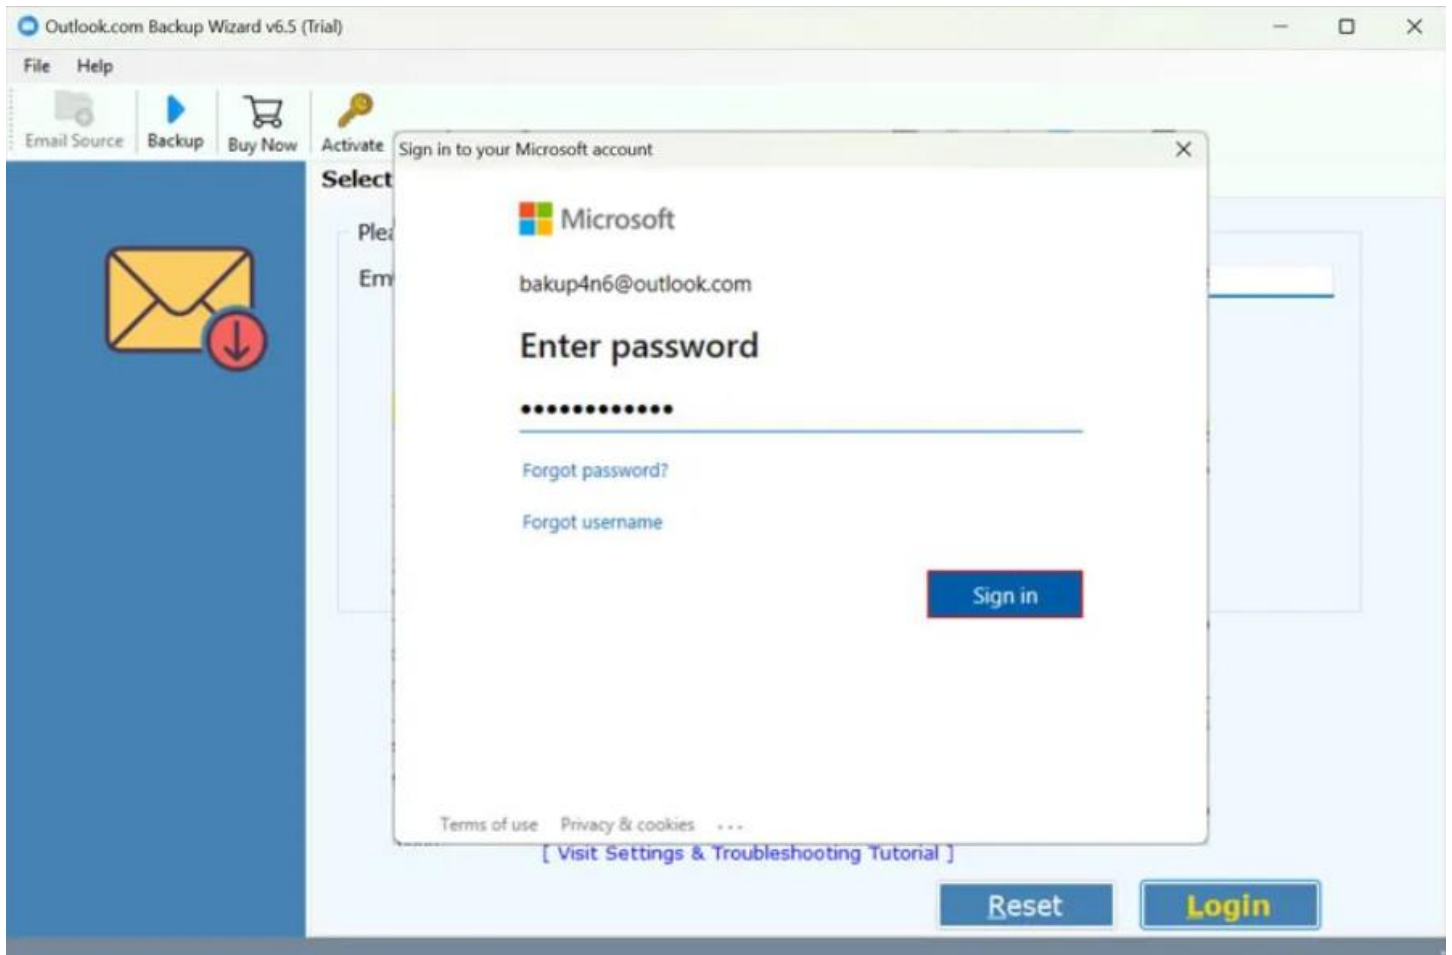 Outlook.com Backup Wizard v6.5 (Trial)
File Help
Email Source Backup Buy Now Activate
Sign in to your Microsoft account
Select
Microsoft
bakup4n6@outlook.com
Enter password
••••••••••••
Forgot password?
Forgot username
Sign in
Terms of use Privacy & cookies ...
[ Visit Settings & Troubleshooting Tutorial ]
Reset Login